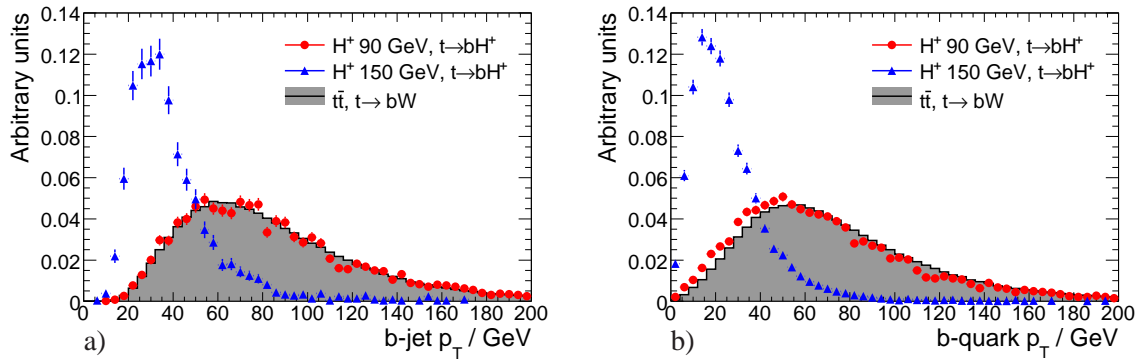 Arbitrary units
0.14
0.12
0.1
0.08
0.06
0.04
0.02
0
H⁺ 90 GeV, t→bH⁺
H⁺ 150 GeV, t→bH⁺
tt̄, t→ bW
0 20 40 60 80 100 120 140 160 180 200
a)
b-jet p_T / GeV
Arbitrary units
0.14
0.12
0.1
0.08
0.06
0.04
0.02
0
H⁺ 90 GeV, t→bH⁺
H⁺ 150 GeV, t→bH⁺
tt̄, t→ bW
0 20 40 60 80 100 120 140 160 180 200
b)
b-quark p_T / GeV